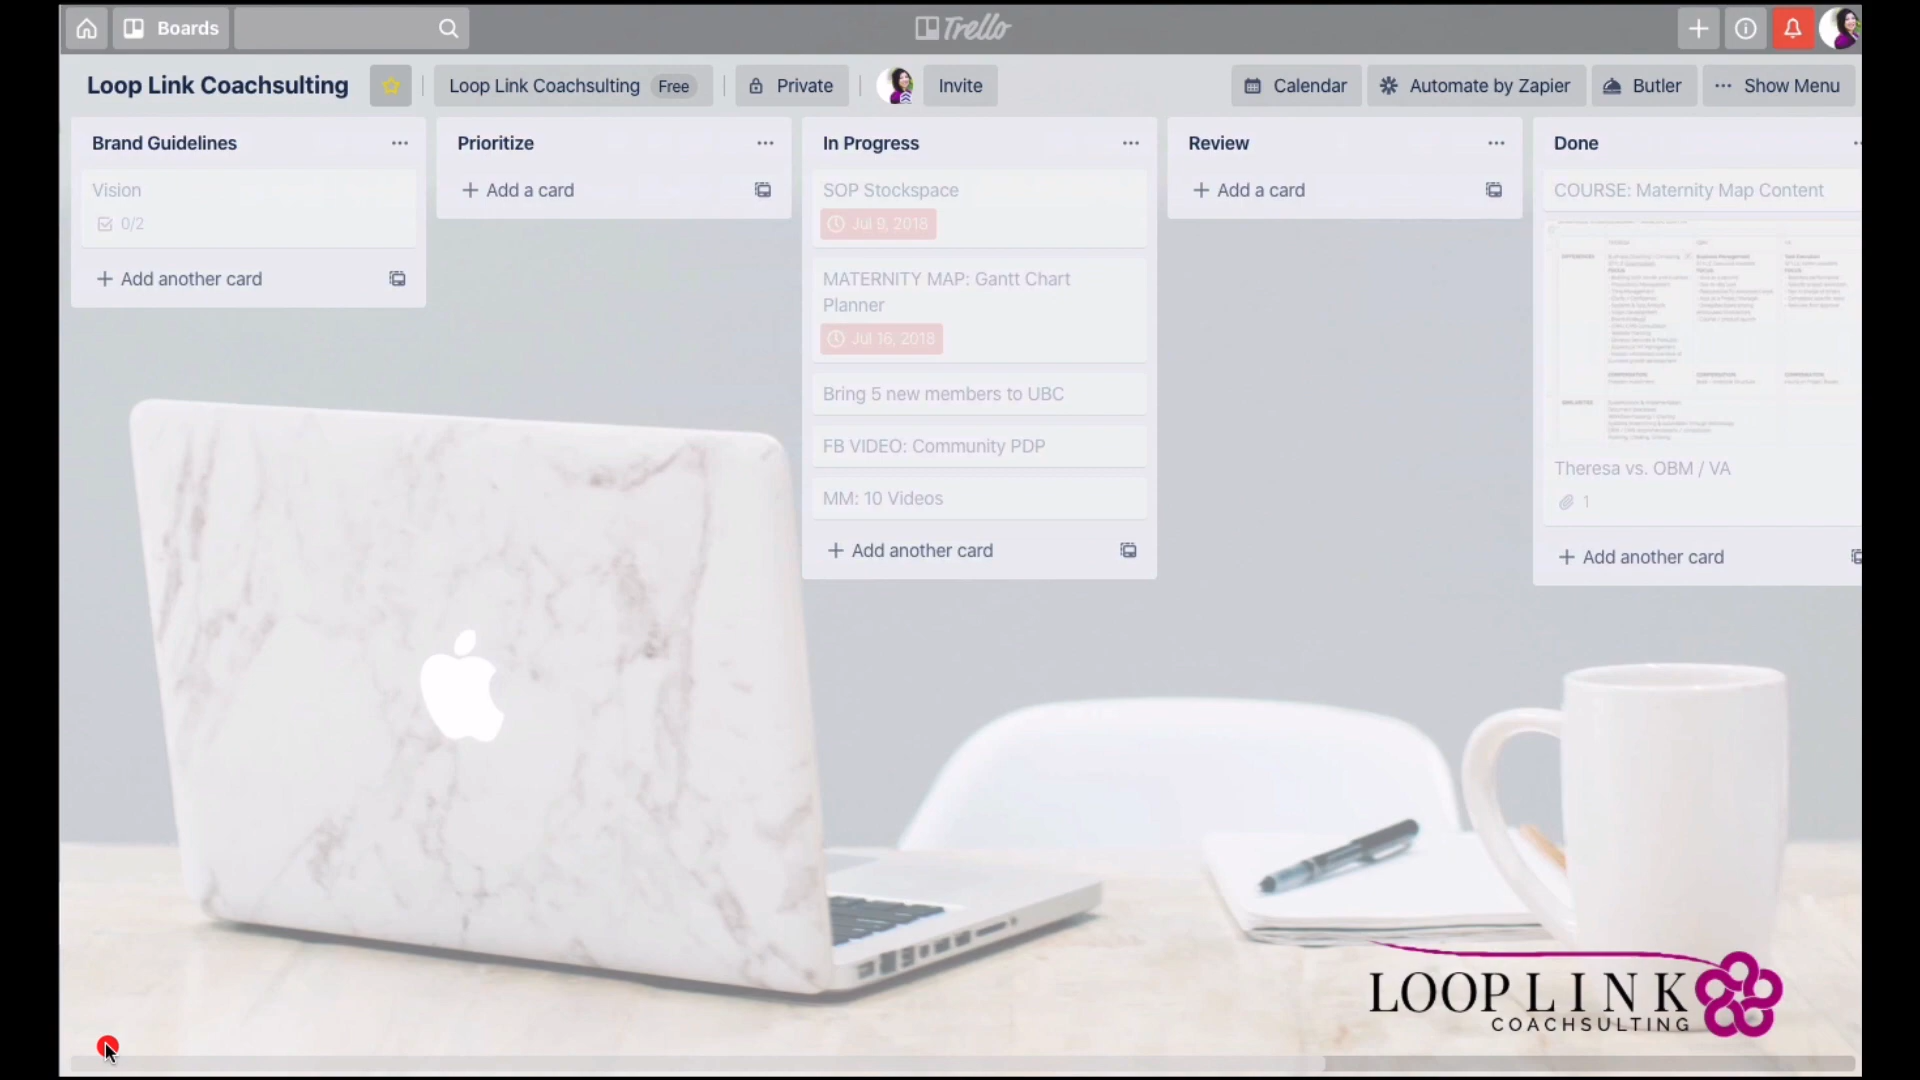 Boards
Trello
Loop Link Coachsulting
Loop Link Coachsulting Free
Private
Invite
Calendar
Automate by Zapier
Butler
Show Menu
Brand Guidelines
Vision
0/2
Add another card
Prioritize
Add a card
In Progress
SOP Stockspace
Jul 9, 2018
MATERNITY MAP: Gantt Chart
Planner
Jul 16, 2018
Bring 5 new members to UBC
FB VIDEO: Community PDP
MM: 10 Videos
Add another card
Review
Add a card
Done
COURSE: Maternity Map Content
Theresa vs. OBM / VA
1
Add another card
LOOP LINK
COACHSULTING